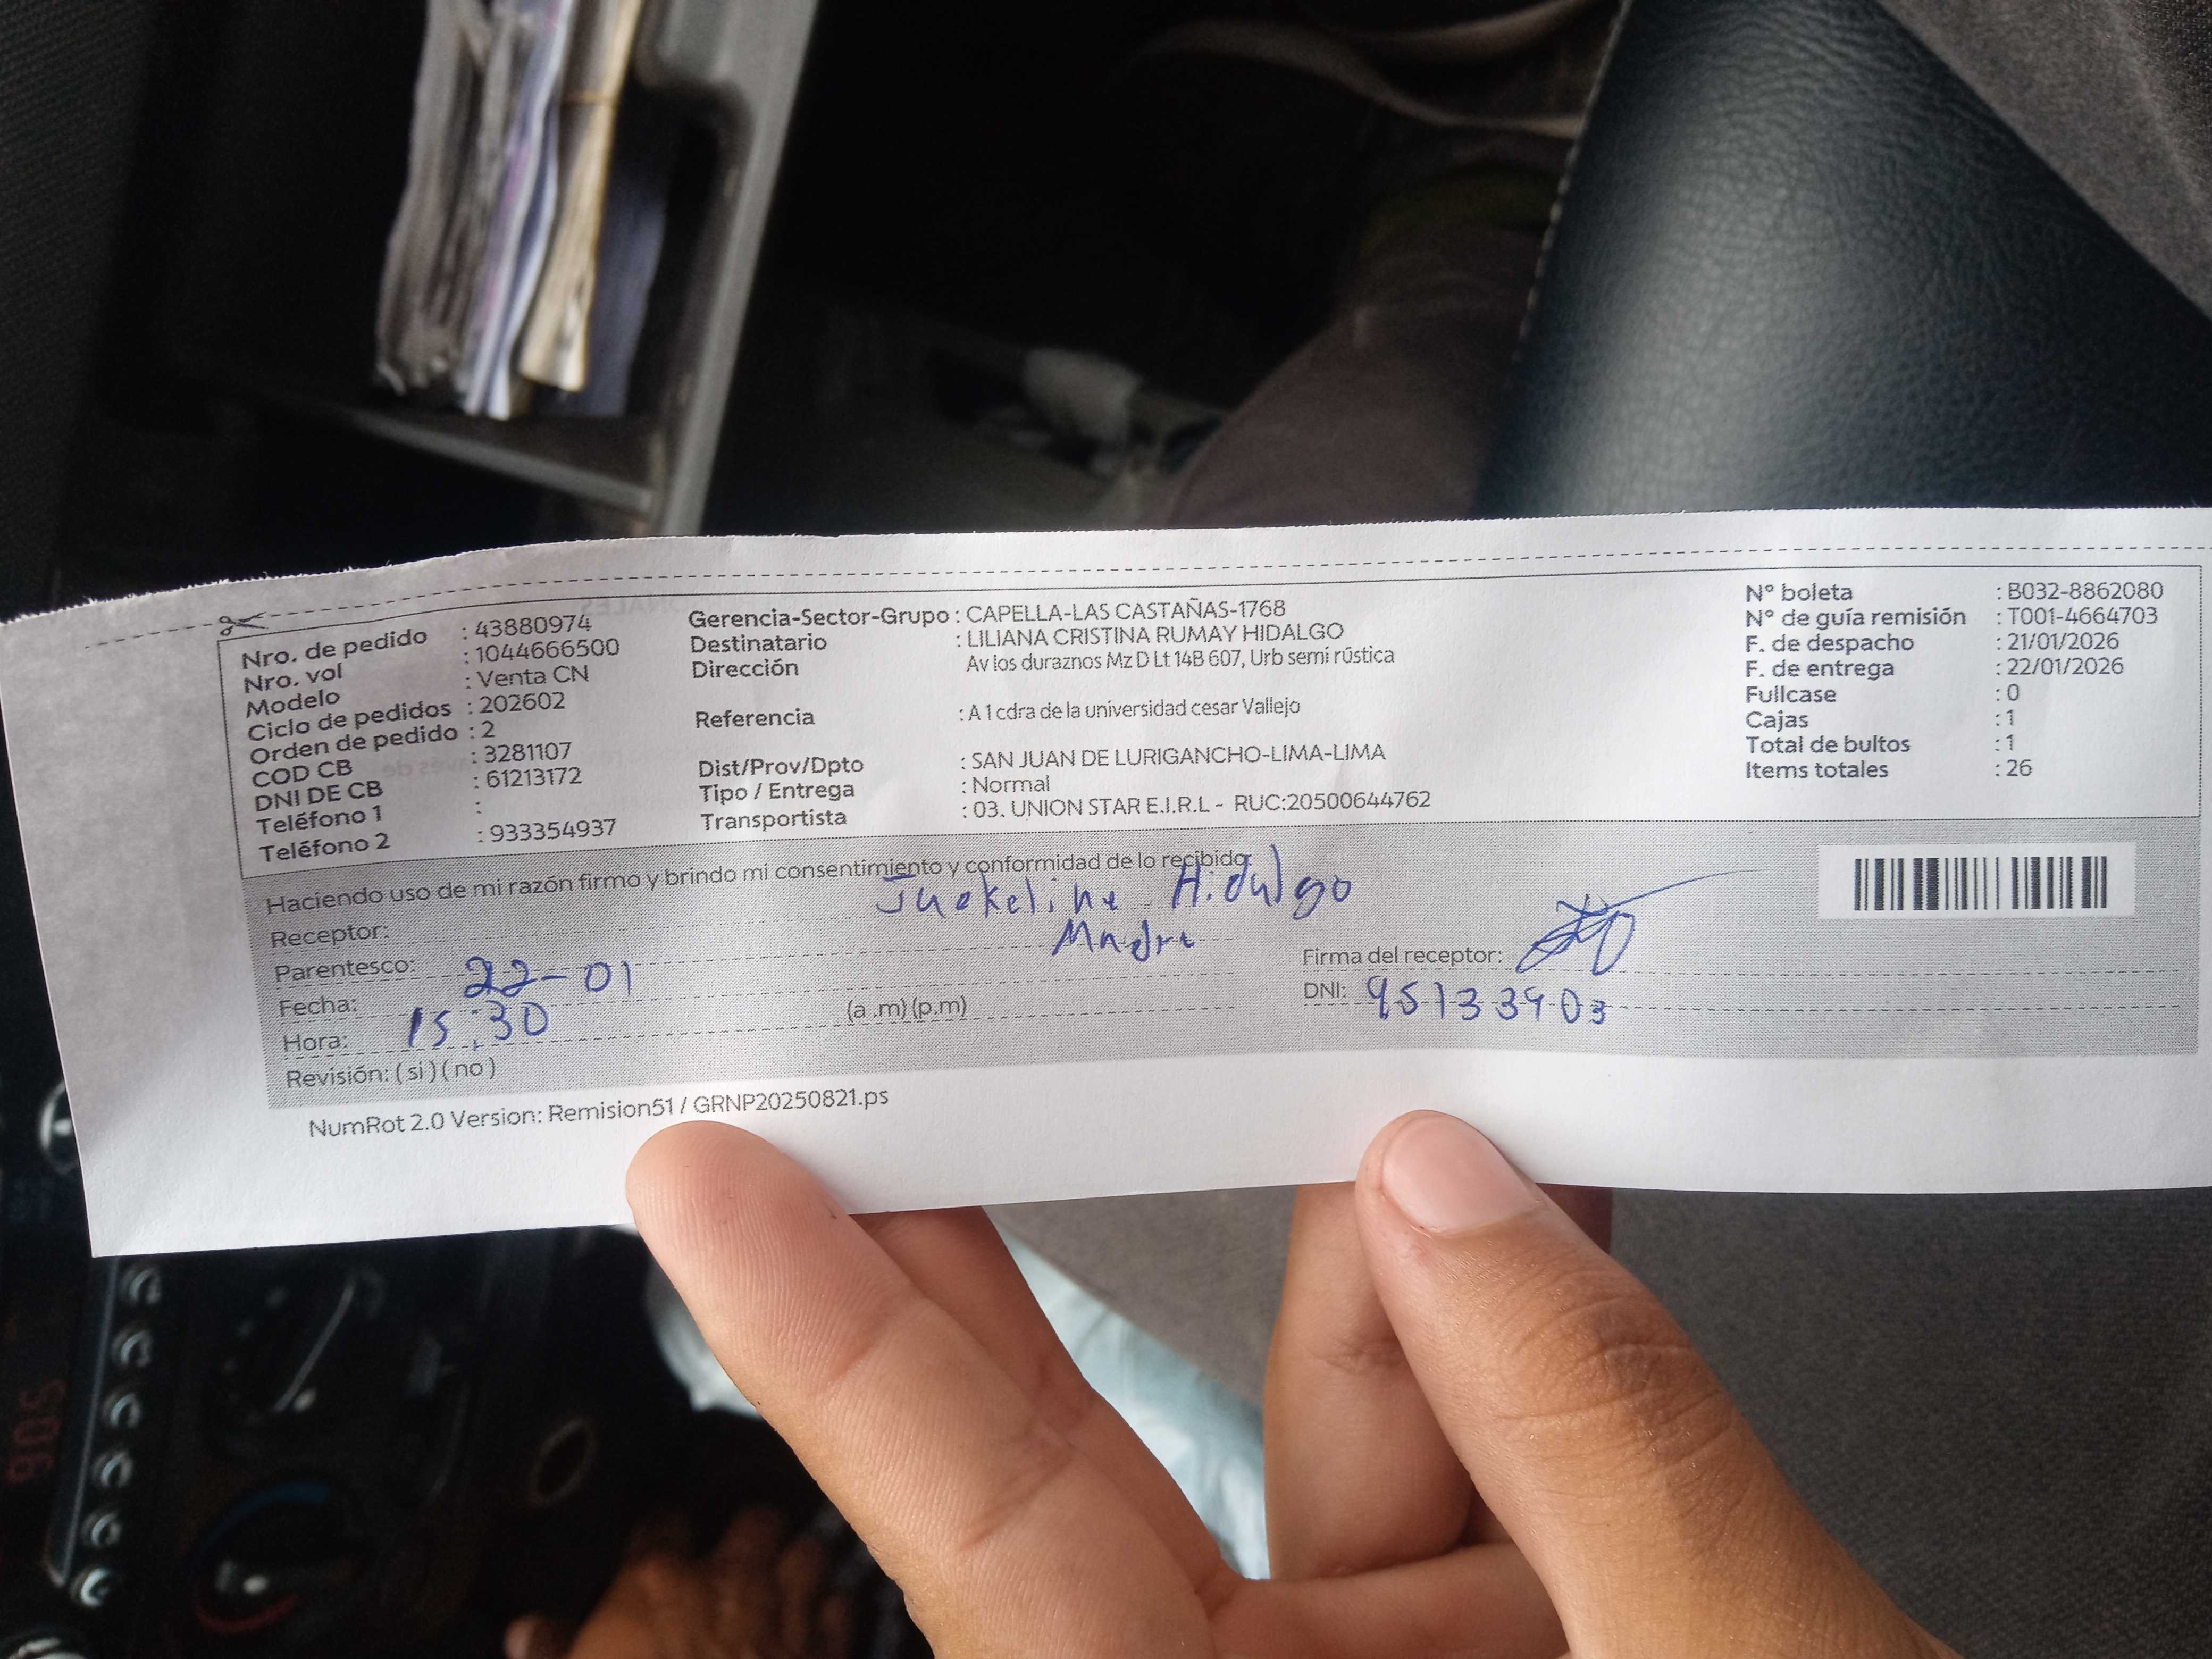 Nro. de pedido : 43880974
Nro. vol : 1044666500
Modelo : Venta CN
Ciclo de pedidos : 202602
Orden de pedido : 2
COD CB : 3281107
DNI DE CB : 61213172
Teléfono 1 :
Teléfono 2 : 933354937
Gerencia-Sector-Grupo : CAPELLA-LAS CASTAÑAS-1768
Destinatario : LILIANA CRISTINA RUMAY HIDALGO
Dirección Av los duraznos Mz D Lt 14B 607, Urb semi rústica
Referencia : A 1 cdra de la universidad cesar Vallejo
Dist/Prov/Dpto : SAN JUAN DE LURIGANCHO-LIMA-LIMA
Tipo / Entrega : Normal
Transportista : 03. UNION STAR E.I.R.L - RUC:20500644762
N° boleta : B032-8862080
N° de guía remisión : T001-4664703
F. de despacho : 21/01/2026
F. de entrega : 22/01/2026
Fullcase : 0
Cajas : 1
Total de bultos : 1
Items totales : 26
Haciendo uso de mi razón firmo y brindo mi consentimiento y conformidad de lo recibido:
Receptor: Jackeline Hidalgo
Parentesco: Madre
Fecha: 22-01
Hora: 15:30 (a .m) (p.m)
Revisión: ( si ) ( no )
Firma del receptor:
DNI:
NumRot 2.0 Version: Remision51 / GRNP20250821.ps